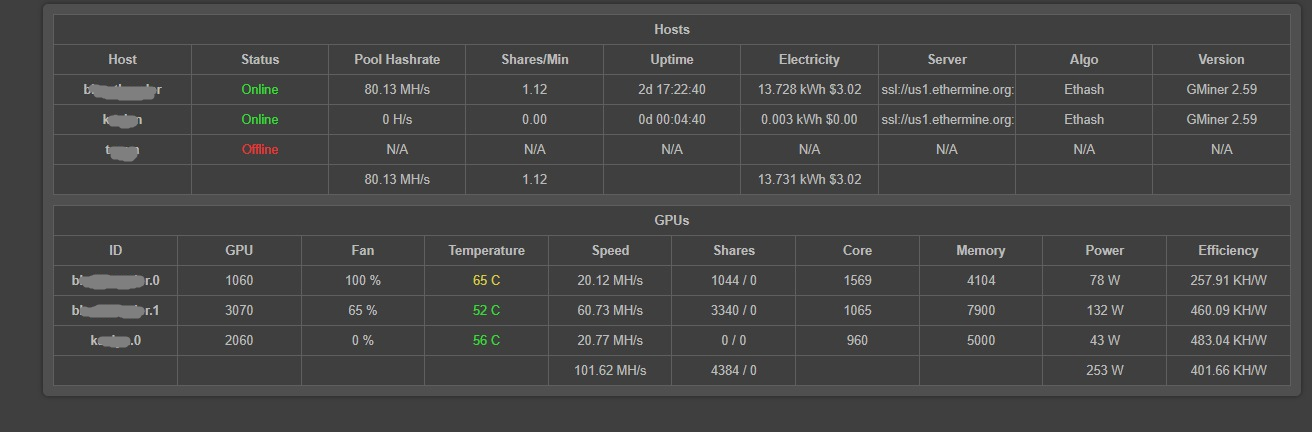 Hosts
Host Status Pool Hashrate Shares/Min Uptime Electricity Server Algo Version
Online 80.13 MH/s 1.12 2d 17:22:40 13.728 kWh $3.02 ssl://us1.ethermine.org: Ethash GMiner 2.59
Online 0 H/s 0.00 0d 00:04:40 0.003 kWh $0.00 ssl://us1.ethermine.org: Ethash GMiner 2.59
Offline N/A N/A N/A N/A N/A N/A N/A
80.13 MH/s 1.12 13.731 kWh $3.02
GPUs
ID GPU Fan Temperature Speed Shares Core Memory Power Efficiency
r.0 1060 100 % 65 C 20.12 MH/s 1044 / 0 1569 4104 78 W 257.91 KH/W
r.1 3070 65 % 52 C 60.73 MH/s 3340 / 0 1065 7900 132 W 460.09 KH/W
.0 2060 0 % 56 C 20.77 MH/s 0 / 0 960 5000 43 W 483.04 KH/W
101.62 MH/s 4384 / 0 253 W 401.66 KH/W